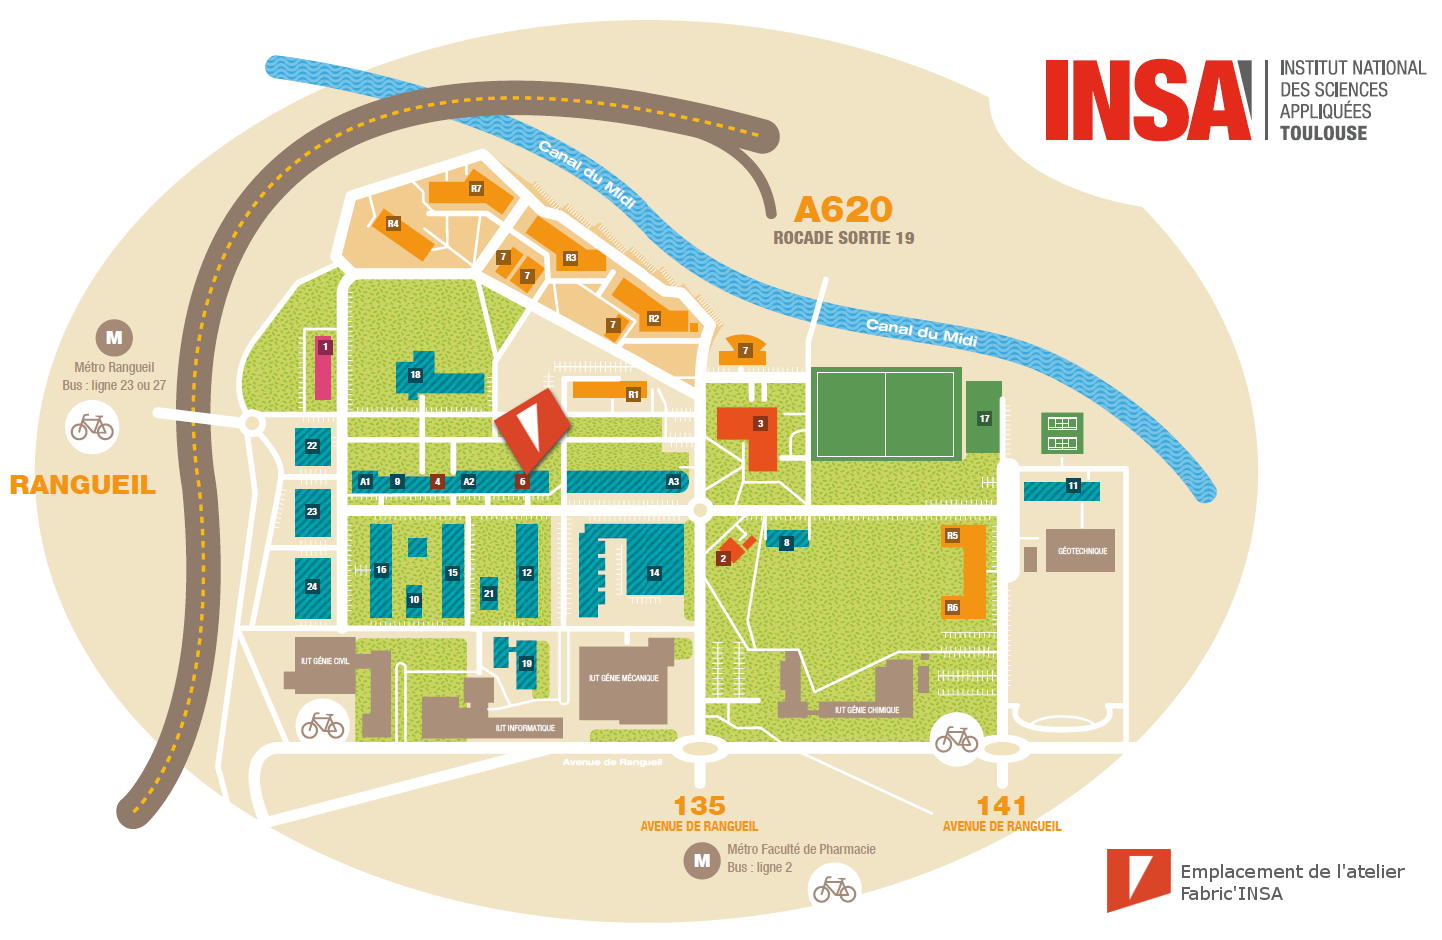 INSA
INSTITUT NATIONAL
DES SCIENCES
APPLIQUÉES
TOULOUSE
Canal du Midi
A620
ROCADE SORTIE 19
R7
R4
R3
7
7
R2
7
7
Canal du Midi
M
Métro Rangueil
Bus : ligne 23 ou 27
RANGUEIL
1
18
R1
3
17
22
A1
9
4
A2
6
A3
11
23
R5
8
2
GÉOTECHNIQUE
16
15
12
14
24
10
21
R6
IUT GÉNIE CIVIL
19
IUT GÉNIE MÉCANIQUE
IUT GÉNIE CHIMIQUE
IUT INFORMATIQUE
Avenue de Rangueil
135
AVENUE DE RANGUEIL
141
AVENUE DE RANGUEIL
M
Métro Faculté de Pharmacie
Bus : ligne 2
Emplacement de l'atelier
Fabric'INSA